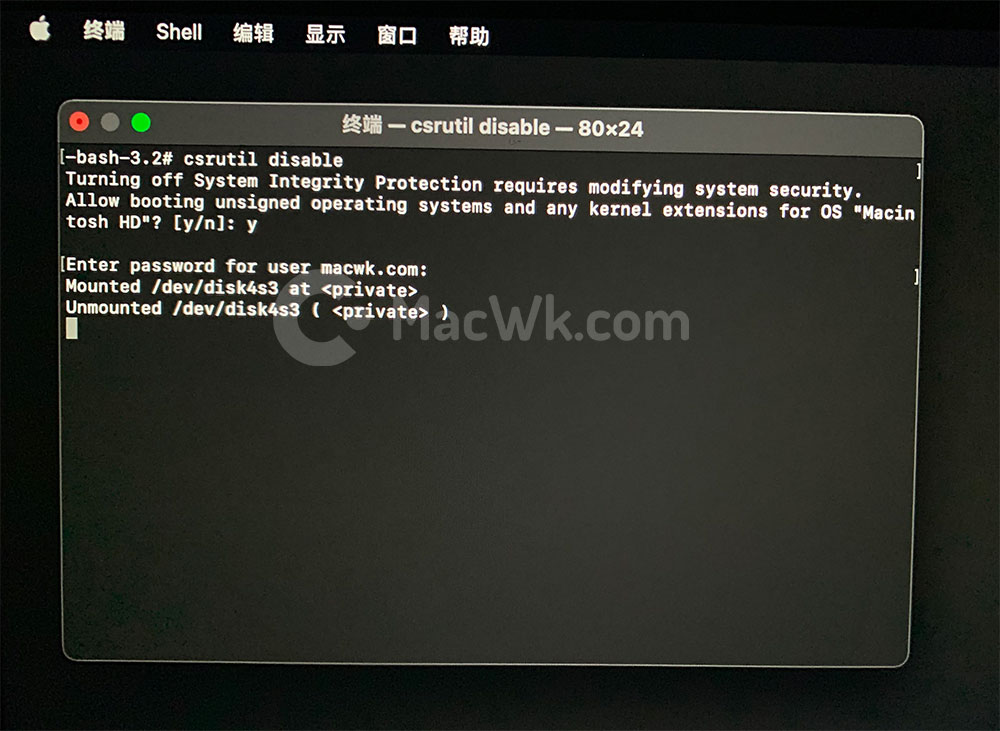 终端 Shell 编辑 显示 窗口 帮助
终端 — csrutil disable — 80×24
[-bash-3.2# csrutil disable ]
Turning off System Integrity Protection requires modifying system security.
Allow booting unsigned operating systems and any kernel extensions for OS "Macin
tosh HD"? [y/n]: y
[Enter password for user macwk.com: ]
Mounted /dev/disk4s3 at <private>
Unmounted /dev/disk4s3 ( <private> )
MacWk.com